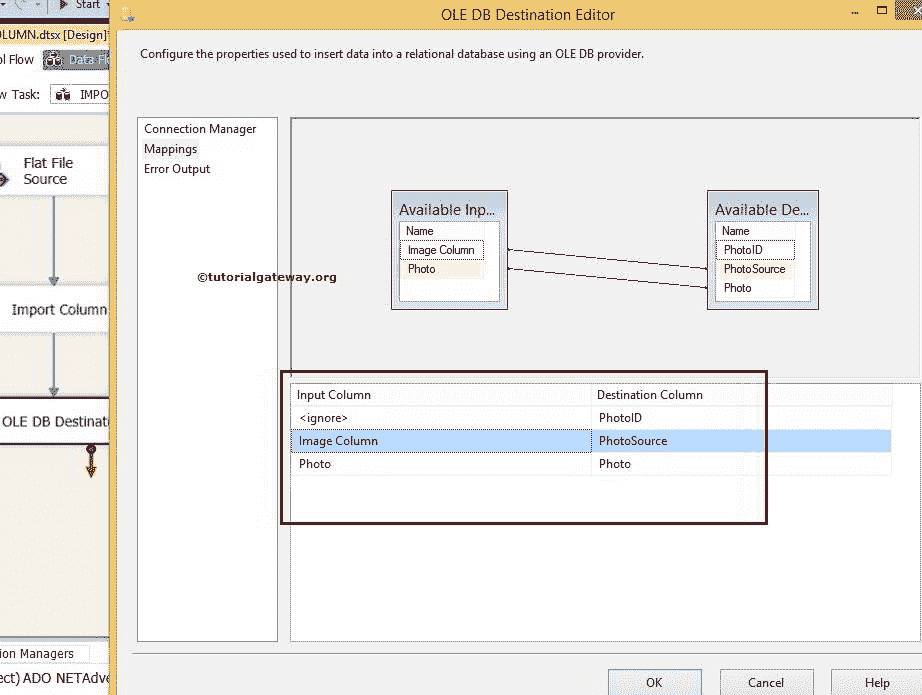 Start
OLE DB Destination Editor
OLUMN.dtsx [Design]
Configure the properties used to insert data into a relational database using an OLE DB provider.
ol Flow
Data Fl
w Task:
IMPO
Connection Manager
Mappings
Error Output
Flat File
Source
Available Inp...
Name
Image Column
Photo
Available De...
Name
PhotoID
PhotoSource
Photo
©tutorialgateway.org
Import Column
OLE DB Destinat
Input Column Destination Column
<ignore> PhotoID
Image Column PhotoSource
Photo Photo
ion Managers
ect) ADO NETAdve
OK Cancel Help